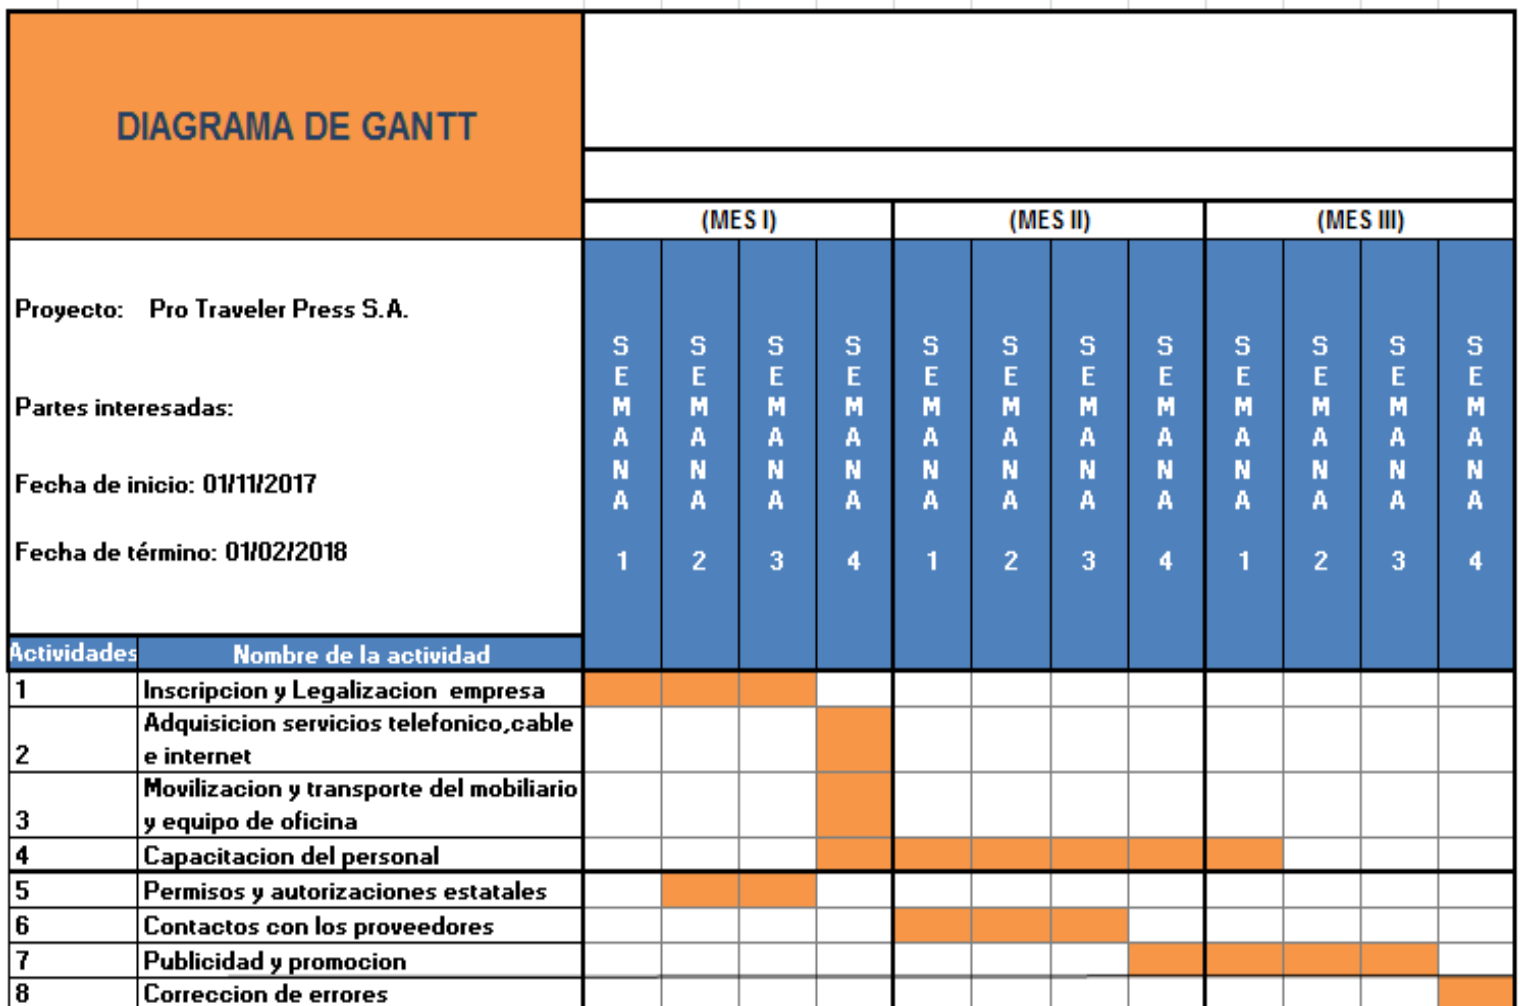 DIAGRAMA DE GANTT
(MES I) (MES II) (MES III)
Proyecto: Pro Traveler Press S.A.
Partes interesadas:
Fecha de inicio: 01/11/2017
Fecha de término: 01/02/2018
SEMANA 1
SEMANA 2
SEMANA 3
SEMANA 4
SEMANA 1
SEMANA 2
SEMANA 3
SEMANA 4
SEMANA 1
SEMANA 2
SEMANA 3
SEMANA 4
Actividades Nombre de la actividad
1 Inscripcion y Legalizacion empresa
Adquisicion servicios telefonico,cable
2 e internet
Movilizacion y transporte del mobiliario
3 y equipo de oficina
4 Capacitacion del personal
5 Permisos y autorizaciones estatales
6 Contactos con los proveedores
7 Publicidad y promocion
8 Correccion de errores